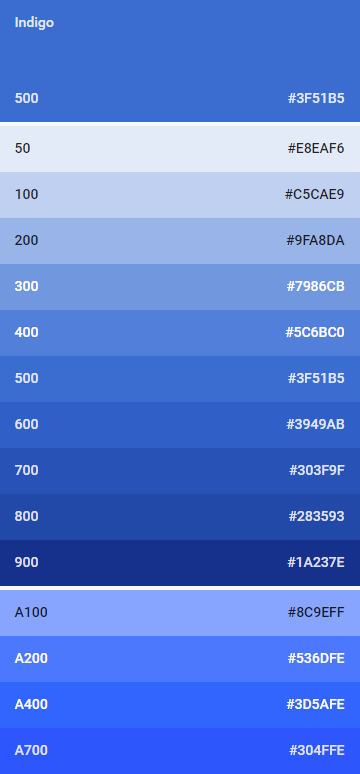 Indigo
500 #3F51B5
50 #E8EAF6
100 #C5CAE9
200 #9FA8DA
300 #7986CB
400 #5C6BC0
500 #3F51B5
600 #3949AB
700 #303F9F
800 #283593
900 #1A237E
A100 #8C9EFF
A200 #536DFE
A400 #3D5AFE
A700 #304FFE